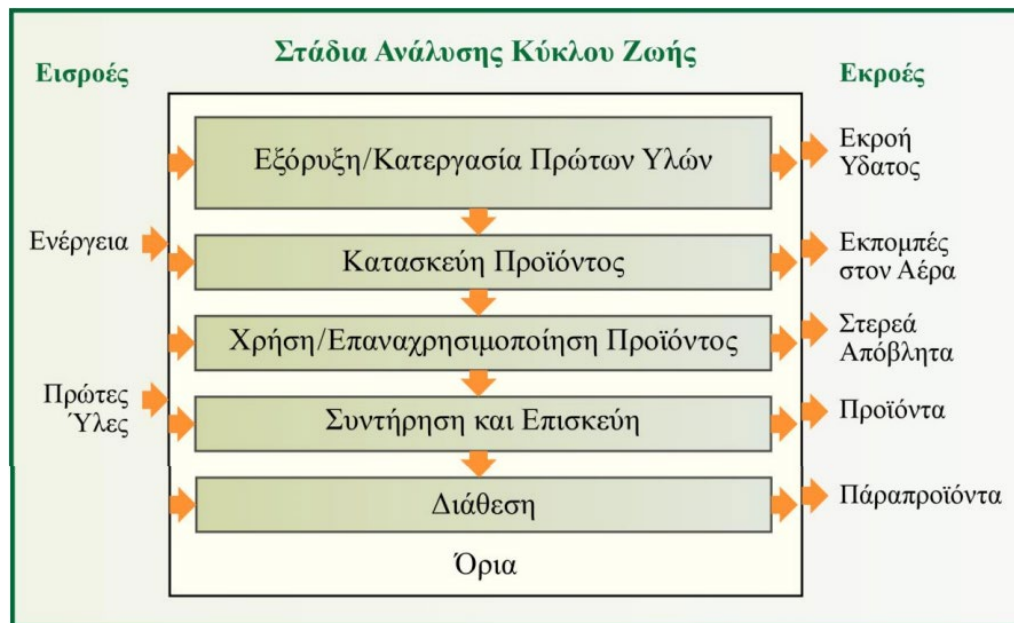 Στάδια Ανάλυσης Κύκλου Ζωής
Εισροές
Εκροές
Εξόρυξη/Κατεργασία Πρώτων Υλών
Εκροή
Υδατος
Ενέργεια
Κατασκεύη Προϊόντος
Εκπομπές
στον Αέρα
Χρήση/Επαναχρησιμοποίηση Προϊόντος
Στερεά
Απόβλητα
Πρώτες
Ύλες
Συντήρηση και Επισκεύη
Προϊόντα
Διάθεση
Πάραπροϊόντα
Όρια